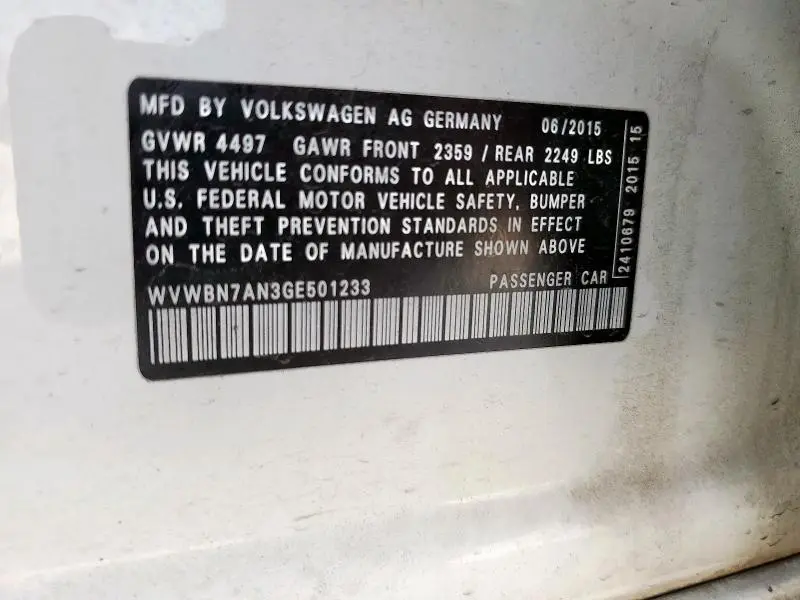 MFD BY VOLKSWAGEN AG GERMANY 06/2015
GVWR 4497 GAWR FRONT 2359 / REAR 2249 LBS
THIS VEHICLE CONFORMS TO ALL APPLICABLE
U.S. FEDERAL MOTOR VEHICLE SAFETY, BUMPER
AND THEFT PREVENTION STANDARDS IN EFFECT
ON THE DATE OF MANUFACTURE SHOWN ABOVE
WVWBN7AN3GE501233 PASSENGER CAR
2410679 2015 15